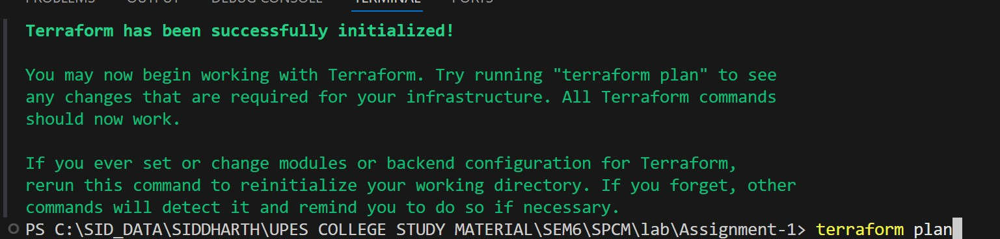 PROBLEMS OUTPUT DEBUG CONSOLE TERMINAL PORTS
Terraform has been successfully initialized!
You may now begin working with Terraform. Try running "terraform plan" to see
any changes that are required for your infrastructure. All Terraform commands
should now work.
If you ever set or change modules or backend configuration for Terraform,
rerun this command to reinitialize your working directory. If you forget, other
commands will detect it and remind you to do so if necessary.
PS C:\SID_DATA\SIDDHARTH\UPES COLLEGE STUDY MATERIAL\SEM6\SPCM\lab\Assignment-1> terraform plan